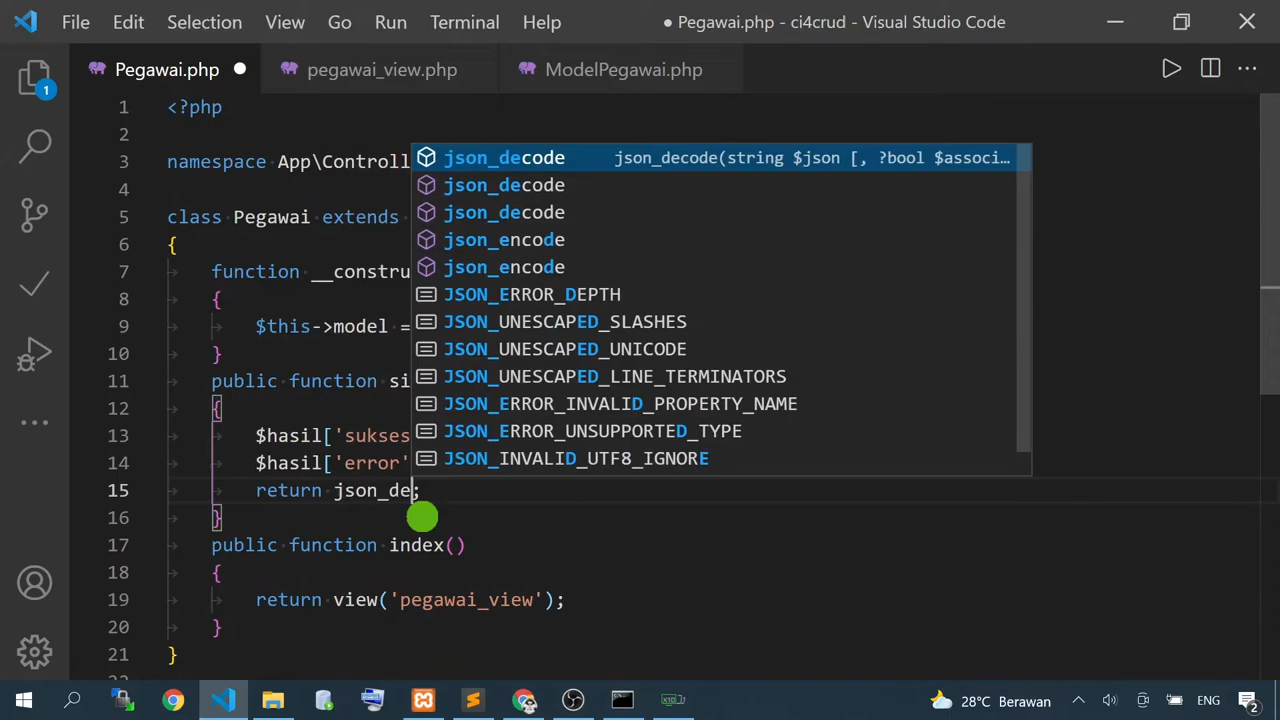 File Edit Selection View Go Run Terminal Help ● Pegawai.php - ci4crud - Visual Studio Code
Pegawai.php pegawai_view.php ModelPegawai.php
1
1 <?php
2
3 namespace App\Controll
4
5 class Pegawai extends
6 {
7 function __constru
8 {
9 $this->model =
10 }
11 public function si
12 {
13 $hasil['sukses
14 $hasil['error'
15 return json_de;
16 }
17 public function index()
18 {
19 return view('pegawai_view');
20 }
21 }
json_decode json_decode(string $json [, ?bool $associ…
json_decode
json_decode
json_encode
json_encode
JSON_ERROR_DEPTH
JSON_UNESCAPED_SLASHES
JSON_UNESCAPED_UNICODE
JSON_UNESCAPED_LINE_TERMINATORS
JSON_ERROR_INVALID_PROPERTY_NAME
JSON_ERROR_UNSUPPORTED_TYPE
JSON_INVALID_UTF8_IGNORE
28°C Berawan ENG 2